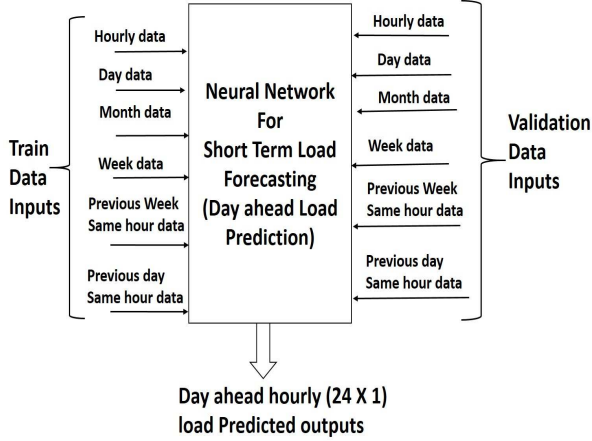 Train
Data
Inputs
Hourly data
Day data
Month data
Week data
Previous Week
Same hour data
Previous day
Same hour data
Neural Network
For
Short Term Load
Forecasting
(Day ahead Load
Prediction)
Hourly data
Day data
Month data
Week data
Previous Week
Same hour data
Previous day
Same hour data
Validation
Data
Inputs
Day ahead hourly (24 X 1)
load Predicted outputs